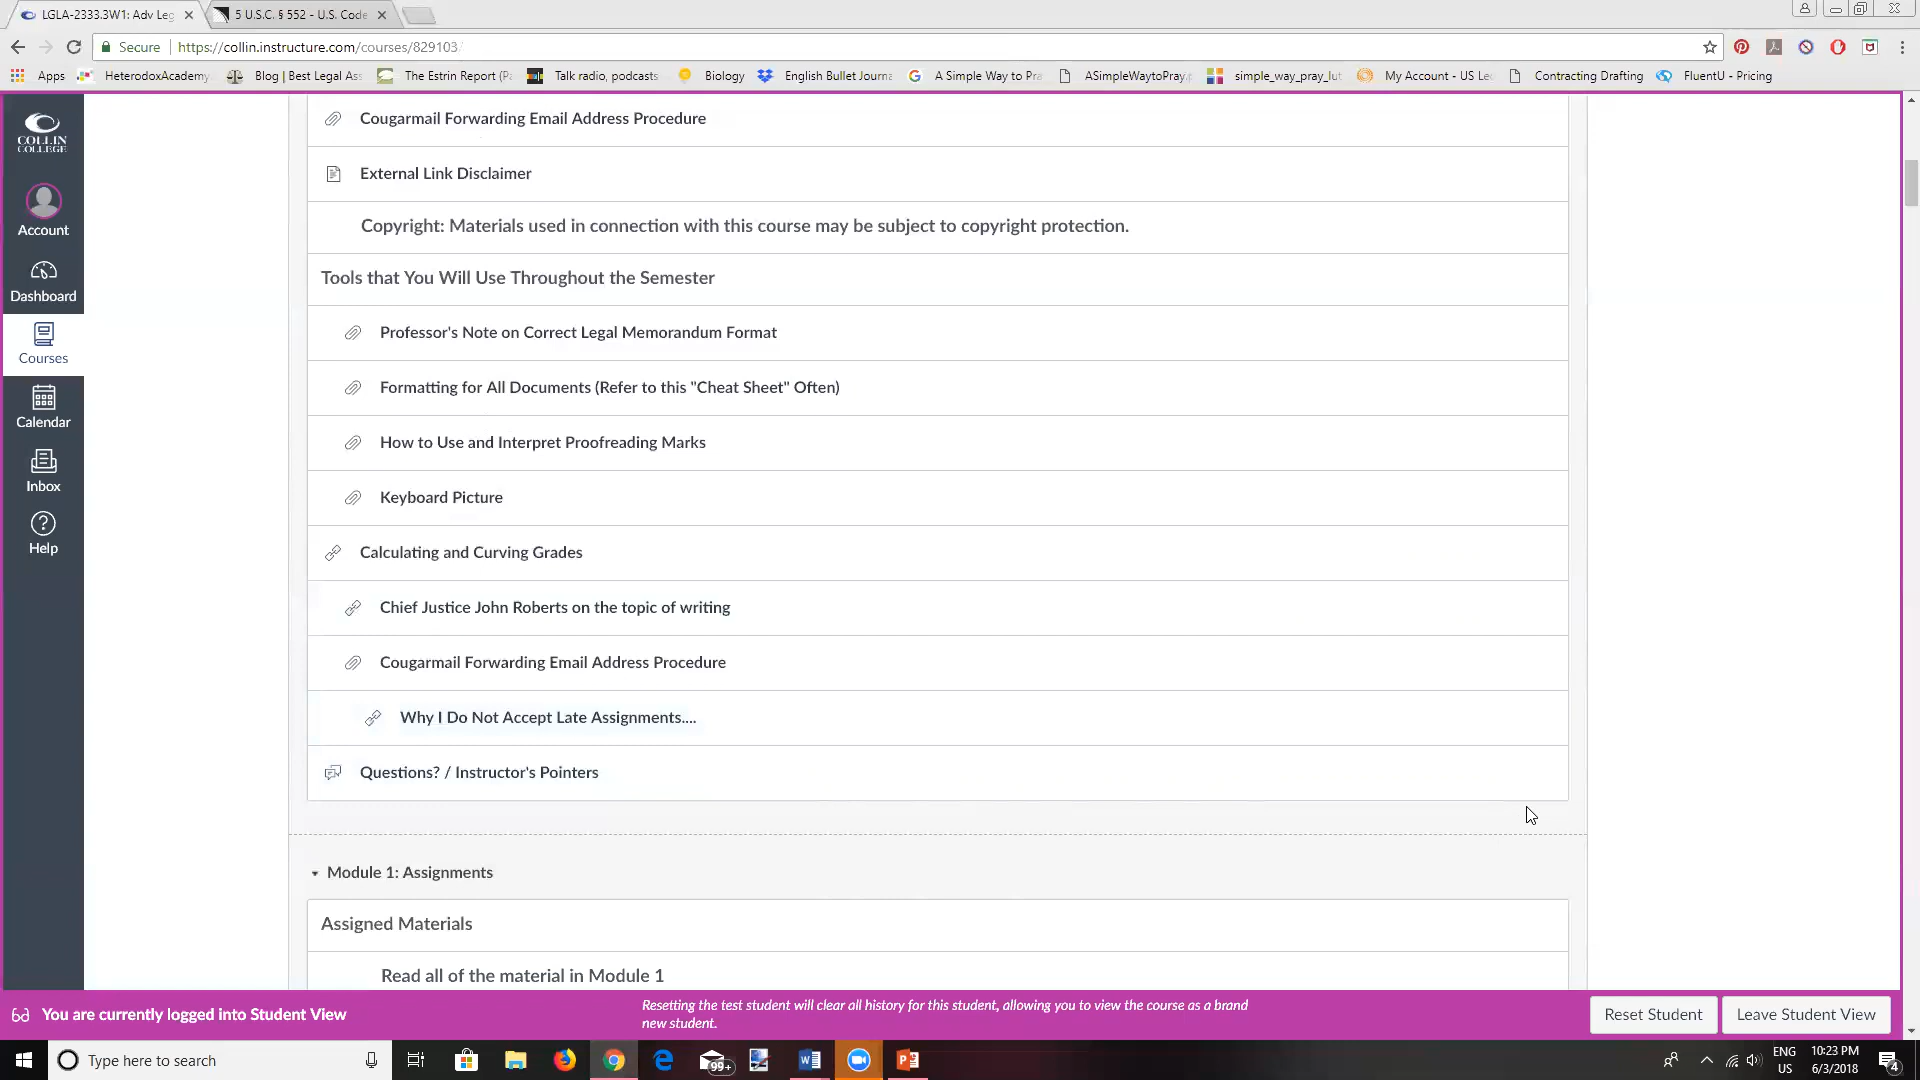 LGLA-2333.3W1: Adv Leg
5 U.S.C. § 552 - U.S. Code
Secure
https://collin.instructure.com/courses/829103
Apps
HeterodoxAcademy
Blog | Best Legal Ass
The Estrin Report (Pa
Talk radio, podcasts
Biology
English Bullet Journa
A Simple Way to Pra
ASimpleWaytoPray.p
simple_way_pray_lut
My Account - US Leg
Contracting Drafting
FluentU - Pricing
COLLIN
COLLEGE
Account
Dashboard
Courses
Calendar
Inbox
Help
Cougarmail Forwarding Email Address Procedure
External Link Disclaimer
Copyright: Materials used in connection with this course may be subject to copyright protection.
Tools that You Will Use Throughout the Semester
Professor's Note on Correct Legal Memorandum Format
Formatting for All Documents (Refer to this "Cheat Sheet" Often)
How to Use and Interpret Proofreading Marks
Keyboard Picture
Calculating and Curving Grades
Chief Justice John Roberts on the topic of writing
Cougarmail Forwarding Email Address Procedure
Why I Do Not Accept Late Assignments....
Questions? / Instructor's Pointers
Module 1: Assignments
Assigned Materials
Read all of the material in Module 1
You are currently logged into Student View
Resetting the test student will clear all history for this student, allowing you to view the course as a brand
new student.
Reset Student
Leave Student View
Type here to search
99+
ENG
US
10:23 PM
6/3/2018
4